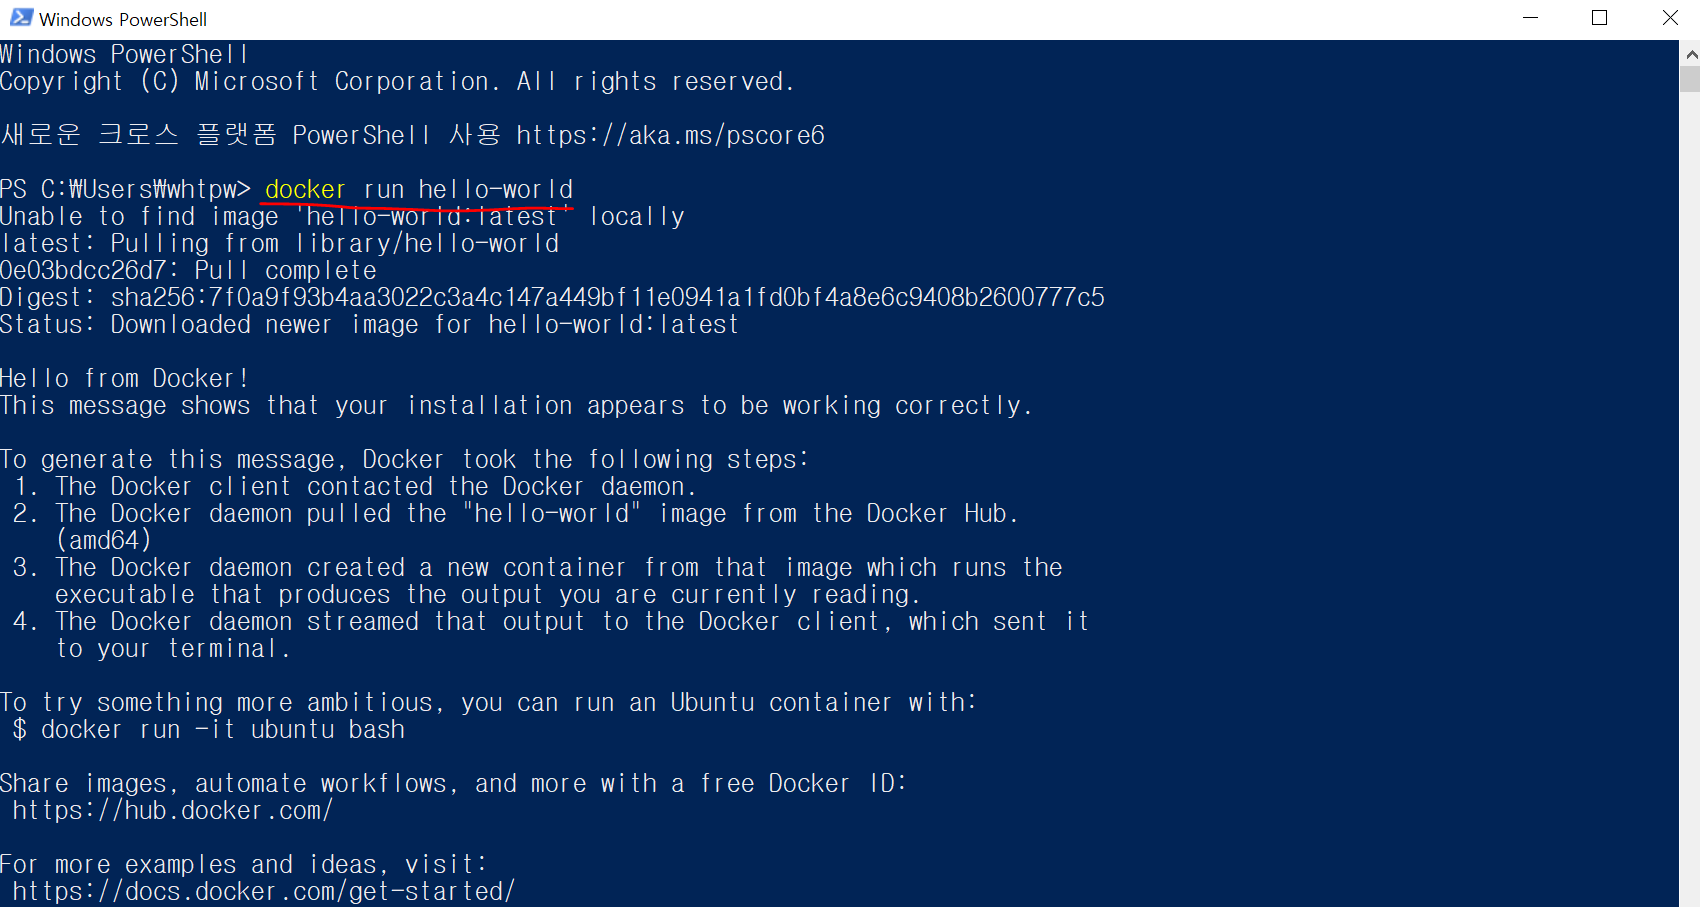 Windows PowerShell
Windows PowerShell
Copyright (C) Microsoft Corporation. All rights reserved.
새로운 크로스 플랫폼 PowerShell 사용 https://aka.ms/pscore6
PS C:₩Users₩whtpw> docker run hello-world
Unable to find image 'hello-world:latest' locally
latest: Pulling from library/hello-world
0e03bdcc26d7: Pull complete
Digest: sha256:7f0a9f93b4aa3022c3a4c147a449bf11e0941a1fd0bf4a8e6c9408b2600777c5
Status: Downloaded newer image for hello-world:latest
Hello from Docker!
This message shows that your installation appears to be working correctly.
To generate this message, Docker took the following steps:
1. The Docker client contacted the Docker daemon.
2. The Docker daemon pulled the "hello-world" image from the Docker Hub.
(amd64)
3. The Docker daemon created a new container from that image which runs the
executable that produces the output you are currently reading.
4. The Docker daemon streamed that output to the Docker client, which sent it
to your terminal.
To try something more ambitious, you can run an Ubuntu container with:
$ docker run -it ubuntu bash
Share images, automate workflows, and more with a free Docker ID:
https://hub.docker.com/
For more examples and ideas, visit:
https://docs.docker.com/get-started/